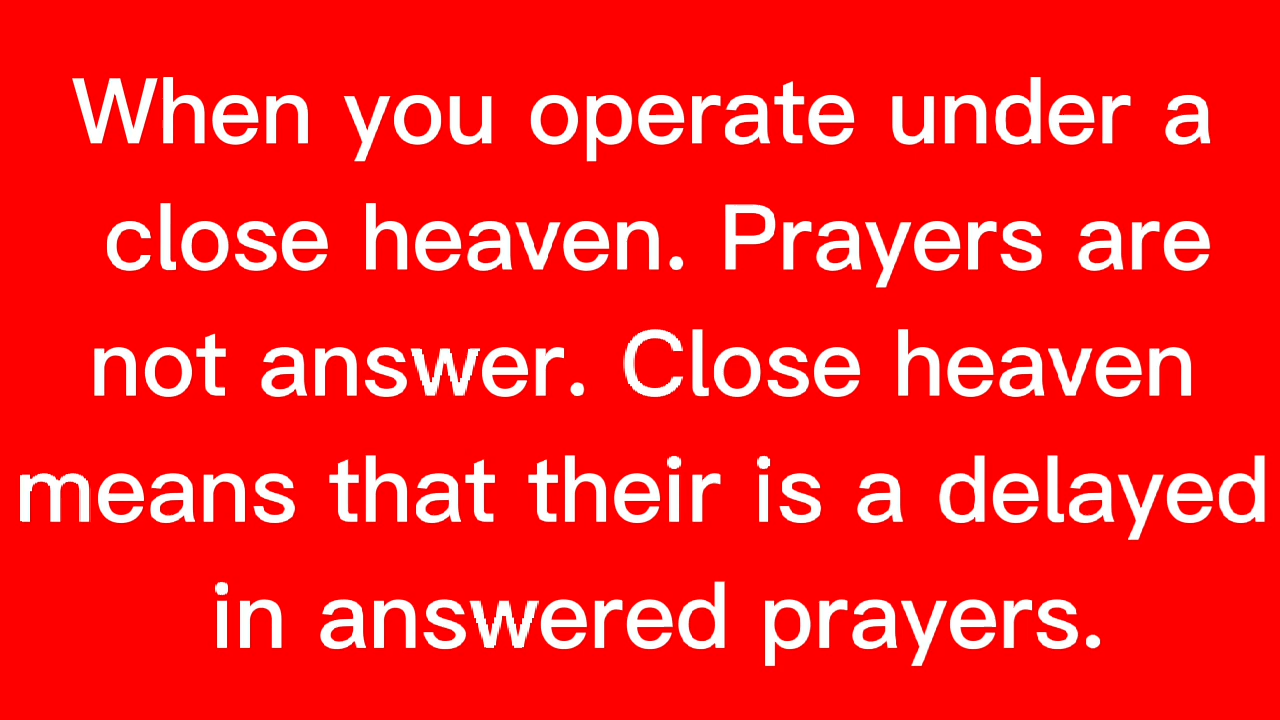 When you operate under a
close heaven. Prayers are
not answer. Close heaven
means that their is a delayed
in answered prayers.